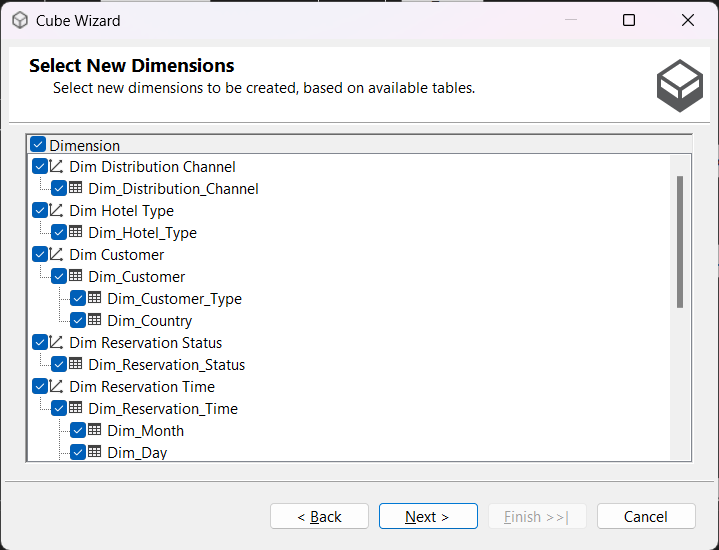 Cube Wizard
Select New Dimensions
Select new dimensions to be created, based on available tables.
Dimension
Dim Distribution Channel
Dim_Distribution_Channel
Dim Hotel Type
Dim_Hotel_Type
Dim Customer
Dim_Customer
Dim_Customer_Type
Dim_Country
Dim Reservation Status
Dim_Reservation_Status
Dim Reservation Time
Dim_Reservation_Time
Dim_Month
Dim_Day
< Back Next > Finish >>| Cancel